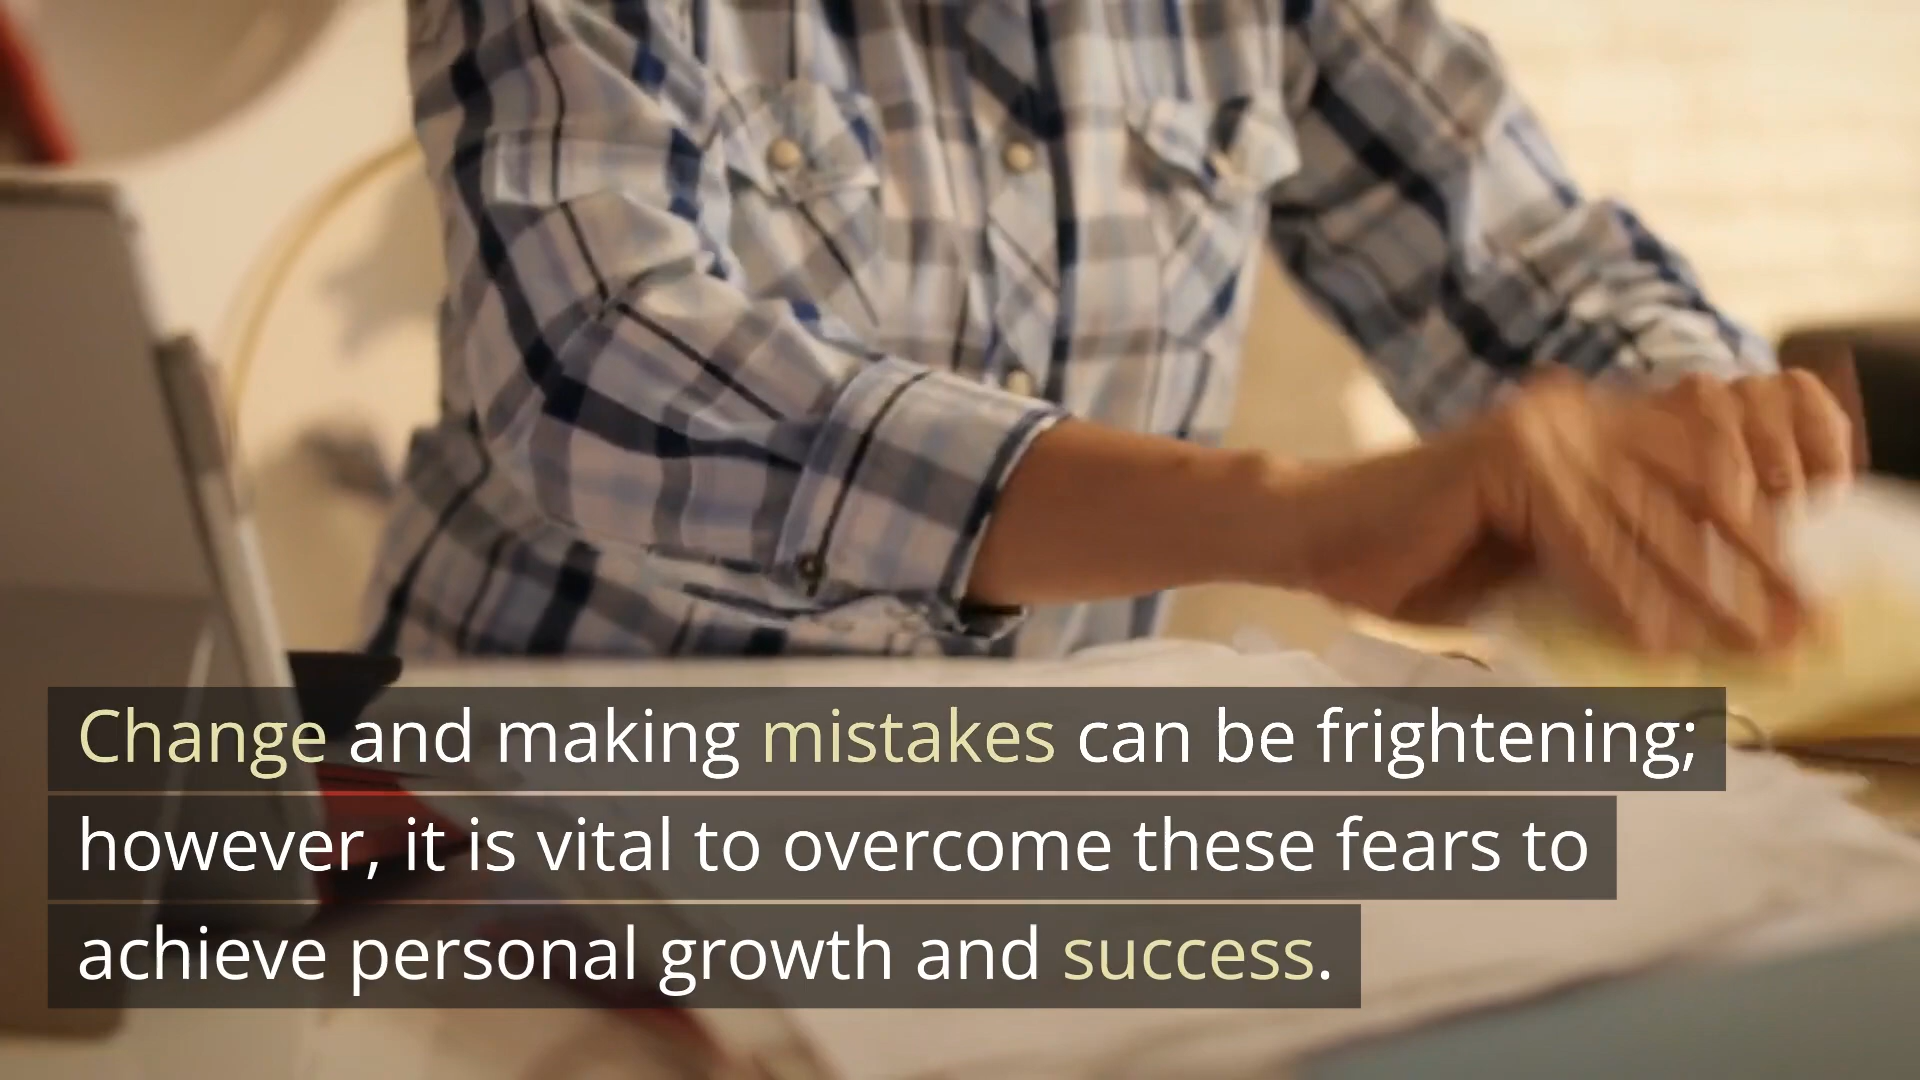 Change and making mistakes can be frightening;
however, it is vital to overcome these fears to
achieve personal growth and success.